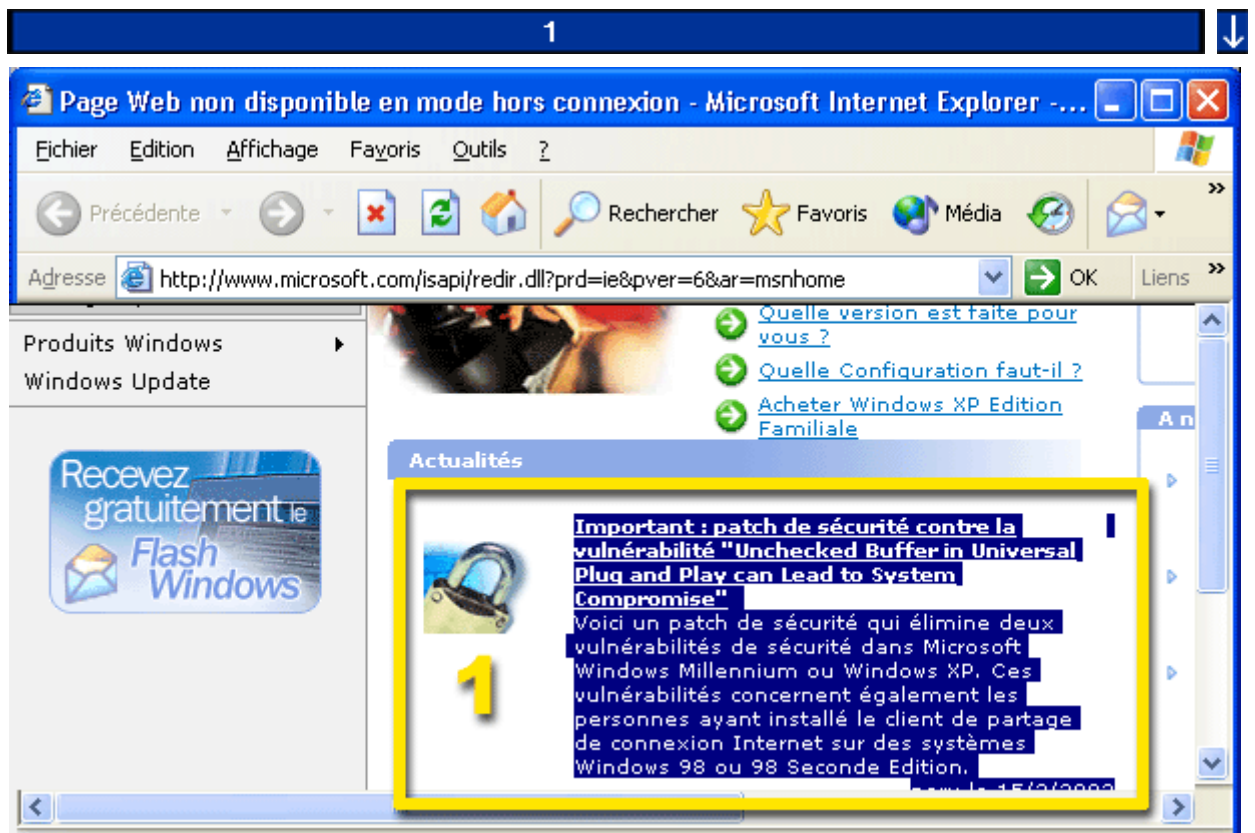 1
Page Web non disponible en mode hors connexion - Microsoft Internet Explorer -...
Fichier Edition Affichage Favoris Outils ?
Précédente Rechercher Favoris Média »
Adresse http://www.microsoft.com/isapi/redir.dll?prd=ie&pver=6&ar=msnhome OK Liens »
Produits Windows
Windows Update
Recevez
gratuitement le
Flash
Windows
Quelle version est faite pour
vous ?
Quelle Configuration faut-il ?
Acheter Windows XP Edition
Familiale
An
Actualités
1
Important : patch de sécurité contre la
vulnérabilité "Unchecked Buffer in Universal
Plug and Play can Lead to System
Compromise"
Voici un patch de sécurité qui élimine deux
vulnérabilités de sécurité dans Microsoft
Windows Millennium ou Windows XP. Ces
vulnérabilités concernent également les
personnes ayant installé le client de partage
de connexion Internet sur des systèmes
Windows 98 ou 98 Seconde Edition.